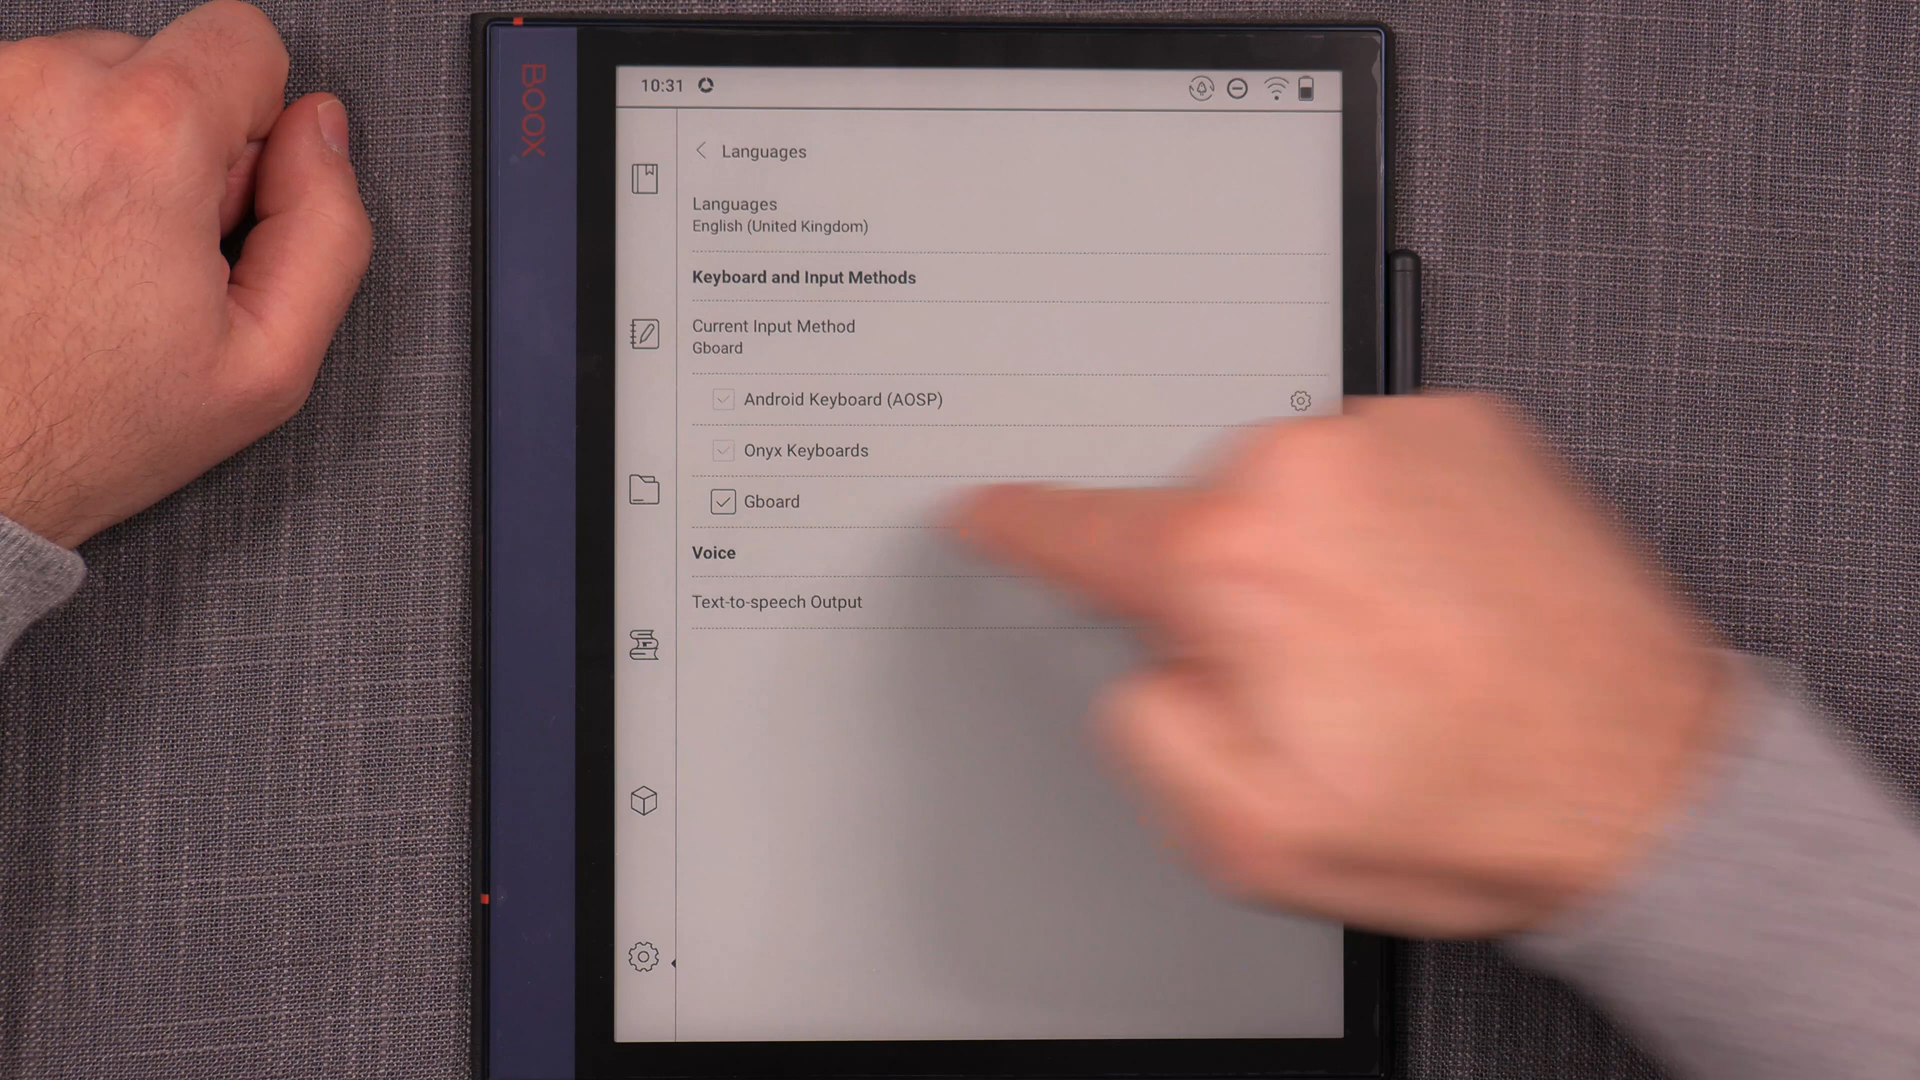 BOOX
10:31
Languages
Languages
English (United Kingdom)
Keyboard and Input Methods
Current Input Method
Gboard
Android Keyboard (AOSP)
Onyx Keyboards
Gboard
Voice
Text-to-speech Output